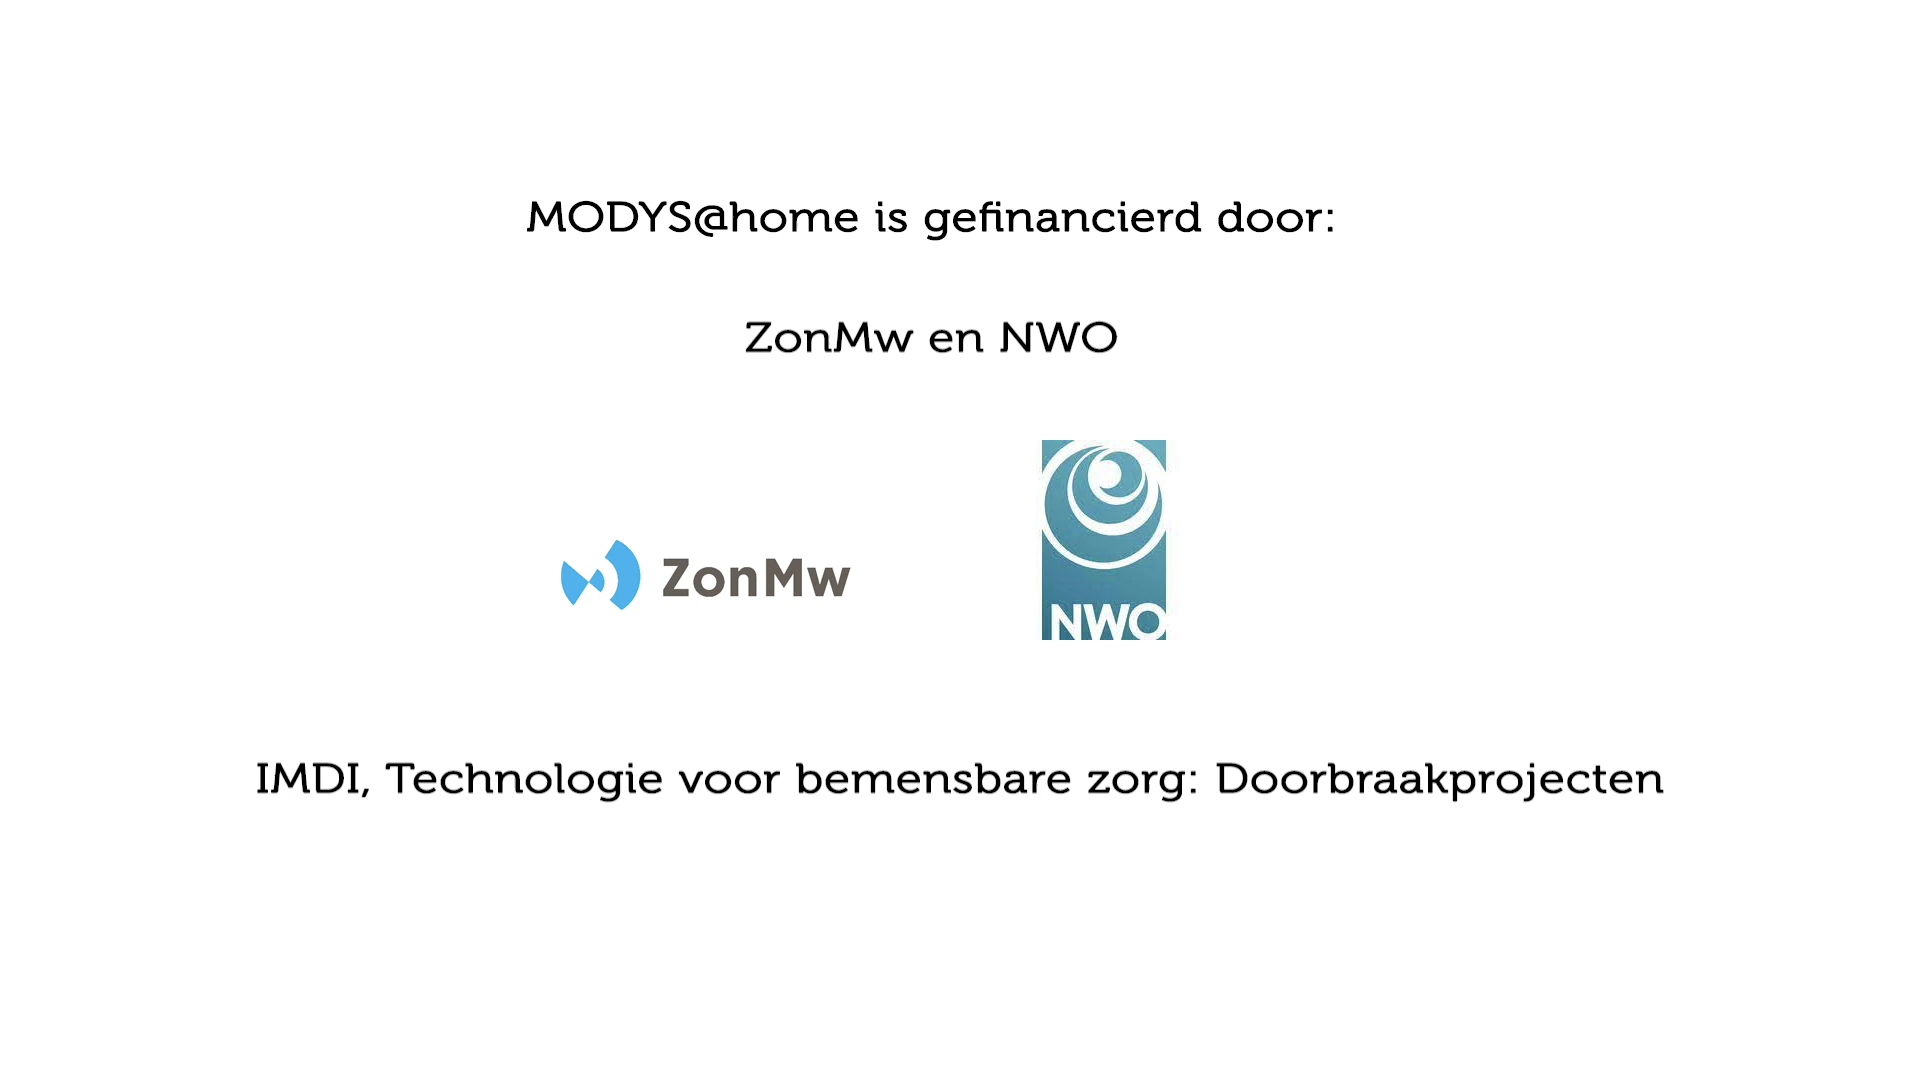 MODYS@home is gefinancierd door:
ZonMw en NWO
ZonMw
NWO
IMDI, Technologie voor bemensbare zorg: Doorbraakprojecten